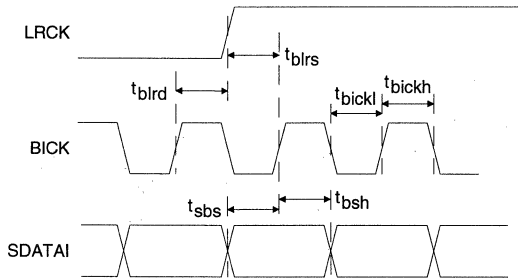 LRCK
t_blrs
t_blrd
t_bickl
t_bickh
BICK
t_sbs
t_bsh
SDATAI